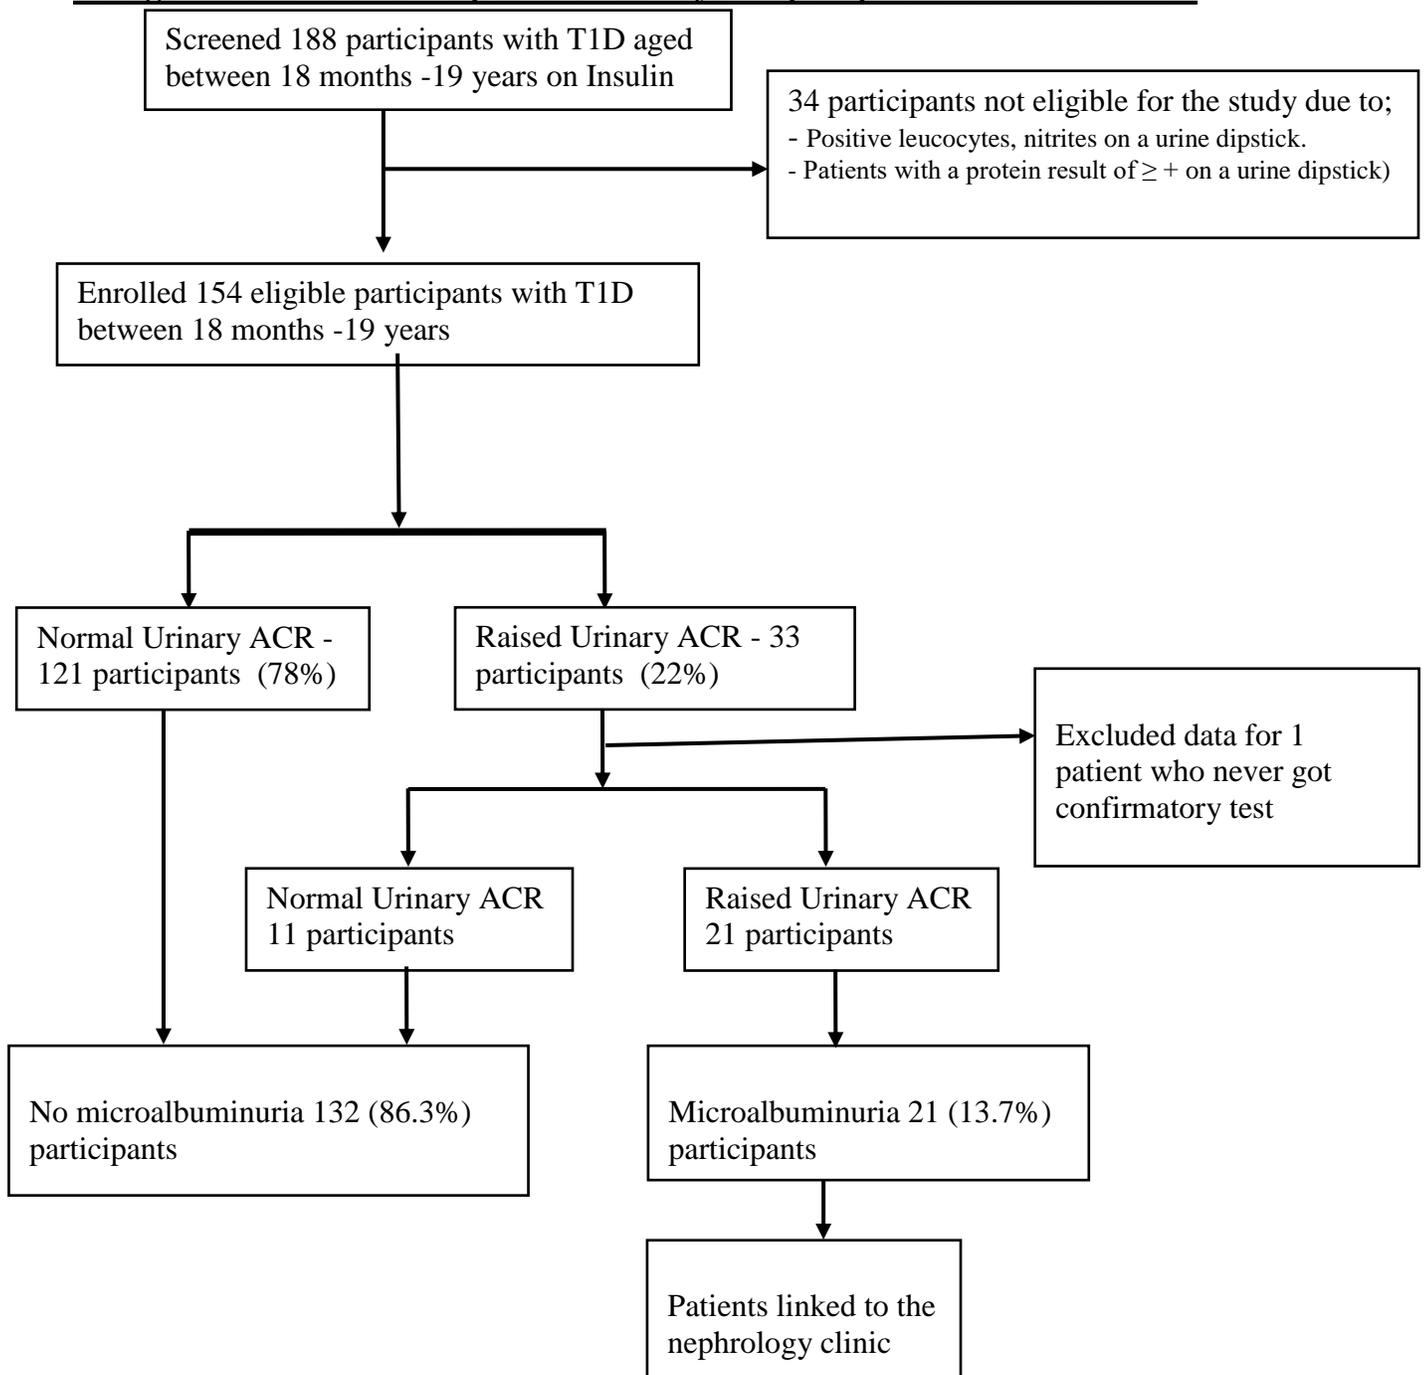 Screened 188 participants with T1D aged
between 18 months -19 years on Insulin
34 participants not eligible for the study due to;
- Positive leucocytes, nitrites on a urine dipstick.
- Patients with a protein result of ≥ + on a urine dipstick)
Enrolled 154 eligible participants with T1D
between 18 months -19 years
Normal Urinary ACR -
121 participants (78%)
Raised Urinary ACR - 33
participants (22%)
Excluded data for 1
patient who never got
confirmatory test
Normal Urinary ACR
11 participants
Raised Urinary ACR
21 participants
No microalbuminuria 132 (86.3%)
participants
Microalbuminuria 21 (13.7%)
participants
Patients linked to the
nephrology clinic